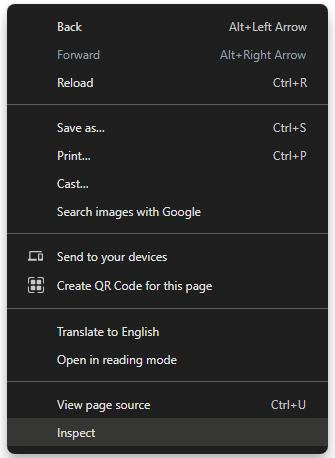 Back Alt+Left Arrow
Forward Alt+Right Arrow
Reload Ctrl+R
Save as... Ctrl+S
Print... Ctrl+P
Cast...
Search images with Google
Send to your devices
Create QR Code for this page
Translate to English
Open in reading mode
View page source Ctrl+U
Inspect